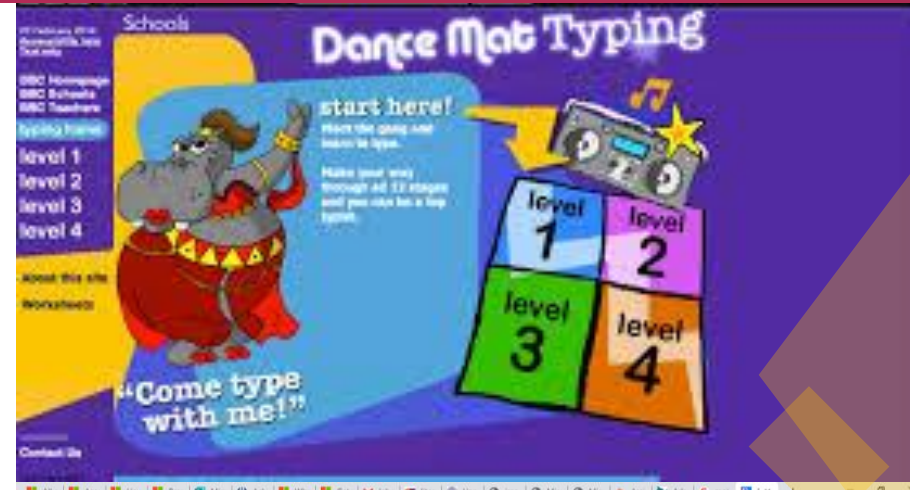 Schools
Dance Mat Typing
BBC Homepage
BBC Schools
BBC Teachers
typing home
level 1
level 2
level 3
level 4
About this site
Worksheets
Contact Us
start here!
Meet the gang and
learn to type.
Make your way
through all 12 stages
and you can be a top
typist.
level
1
level
2
level
3
level
4
“Come type
with me!”